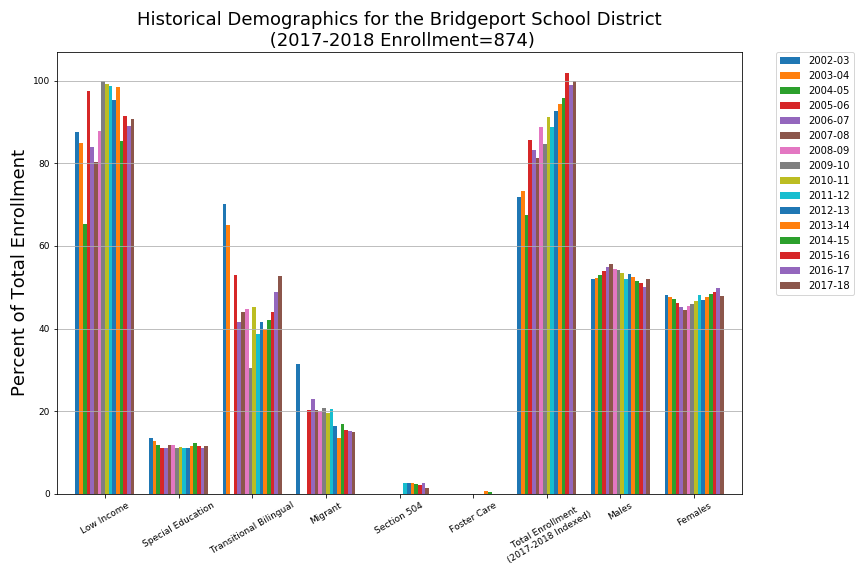 Historical Demographics for the Bridgeport School District
(2017-2018 Enrollment=874)
Percent of Total Enrollment
100
80
60
40
20
0
Low Income
Special Education
Transitional Bilingual
Migrant
Section 504
Foster Care
Total Enrollment
(2017-2018 Indexed)
Males
Females
2002-03
2003-04
2004-05
2005-06
2006-07
2007-08
2008-09
2009-10
2010-11
2011-12
2012-13
2013-14
2014-15
2015-16
2016-17
2017-18